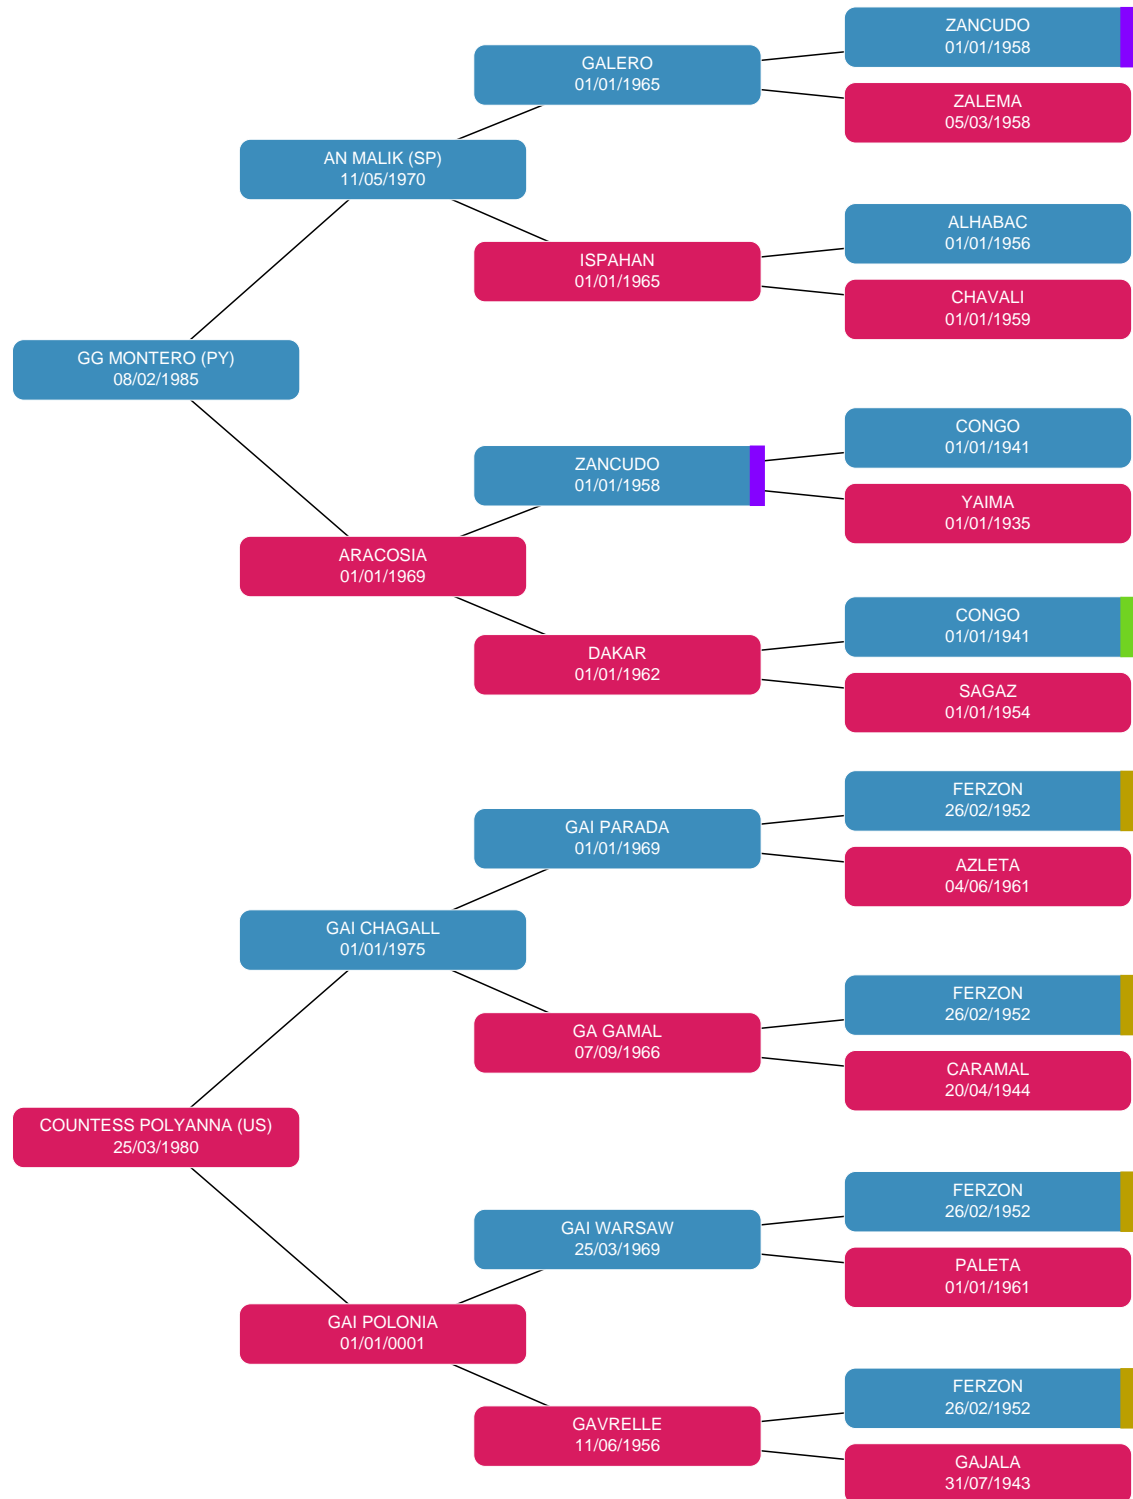 ZANCUDO
01/01/1958
GALERO
01/01/1965
ZALEMA
05/03/1958
AN MALIK (SP)
11/05/1970
ALHABAC
01/01/1956
ISPAHAN
01/01/1965
CHAVALI
01/01/1959
GG MONTERO (PY)
08/02/1985
CONGO
01/01/1941
ZANCUDO
01/01/1958
YAIMA
01/01/1935
ARACOSIA
01/01/1969
CONGO
01/01/1941
DAKAR
01/01/1962
SAGAZ
01/01/1954
FERZON
26/02/1952
GAI PARADA
01/01/1969
AZLETA
04/06/1961
GAI CHAGALL
01/01/1975
FERZON
26/02/1952
GA GAMAL
07/09/1966
CARAMAL
20/04/1944
COUNTESS POLYANNA (US)
25/03/1980
FERZON
26/02/1952
GAI WARSAW
25/03/1969
PALETA
01/01/1961
GAI POLONIA
01/01/0001
FERZON
26/02/1952
GAVRELLE
11/06/1956
GAJALA
31/07/1943